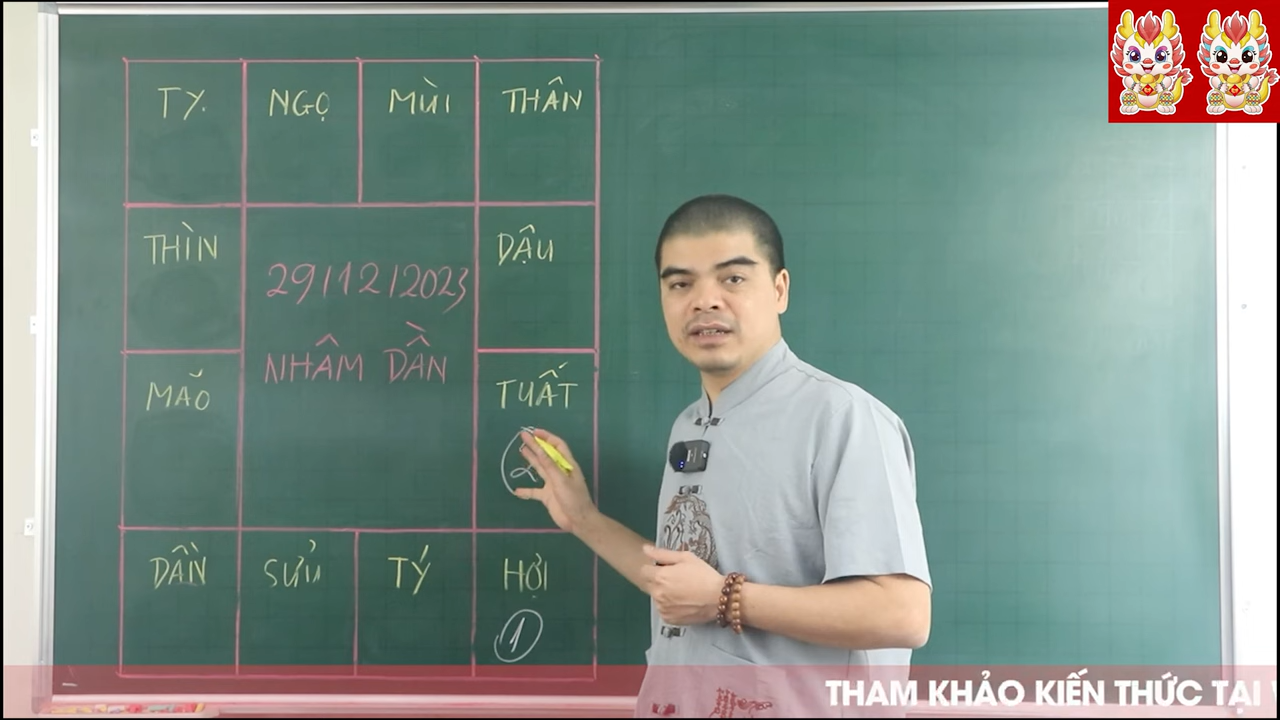 TỴ. NGỌ MÙI THÂN
THÌN DẬU
29/12/2023
NHÂM DẦN
MÃO TUẤT
2
DẦN SỬU TÝ HỢI
1
THAM KHẢO KIẾN THỨC TẠI